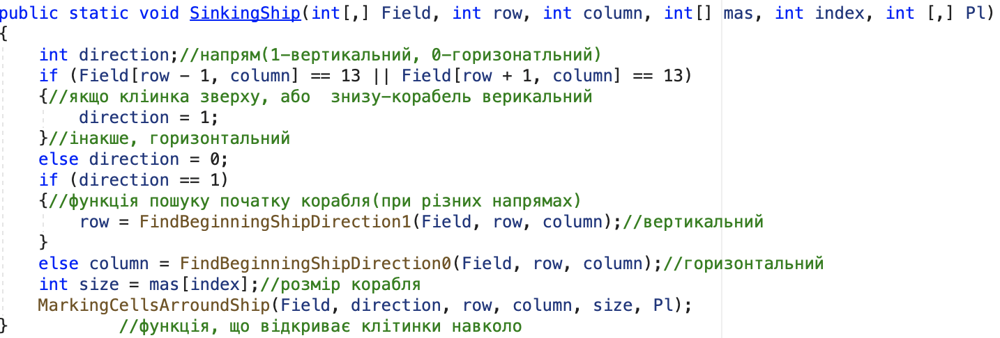 public static void SinkingShip(int[,] Field, int row, int column, int[] mas, int index, int [,] Pl)
{
int direction;//напрям(1-вертикальний, 0-горизонатльний)
if (Field[row - 1, column] == 13 || Field[row + 1, column] == 13)
{//якщо кліинка зверху, або  знизу-корабель верикальний
direction = 1;
}//інакше, горизонтальний
else direction = 0;
if (direction == 1)
{//функція пошуку початку корабля(при різних напрямах)
row = FindBeginningShipDirection1(Field, row, column);//вертикальний
}
else column = FindBeginningShipDirection0(Field, row, column);//горизонтальний
int size = mas[index];//розмір корабля
MarkingCellsArroundShip(Field, direction, row, column, size, Pl);
}        //функція, що відкриває клітинки навколо